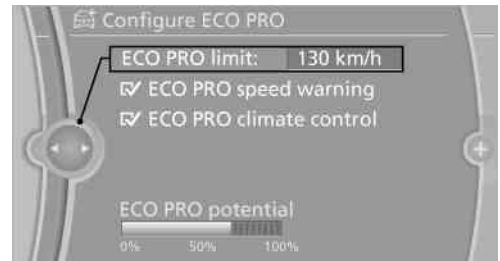 Configure ECO PRO
ECO PRO limit: 130 km/h
ECO PRO speed warning
ECO PRO climate control
ECO PRO potential
0% 50% 100%